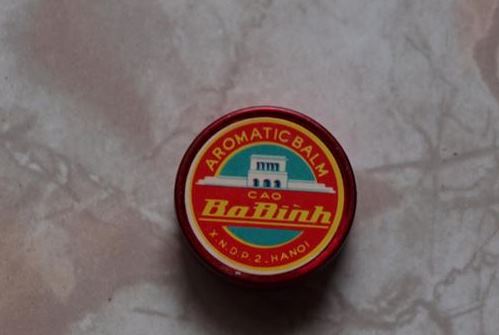 AROMATIC BALM
CAO
Ba Đình
X.N.D.P.2-HANOI